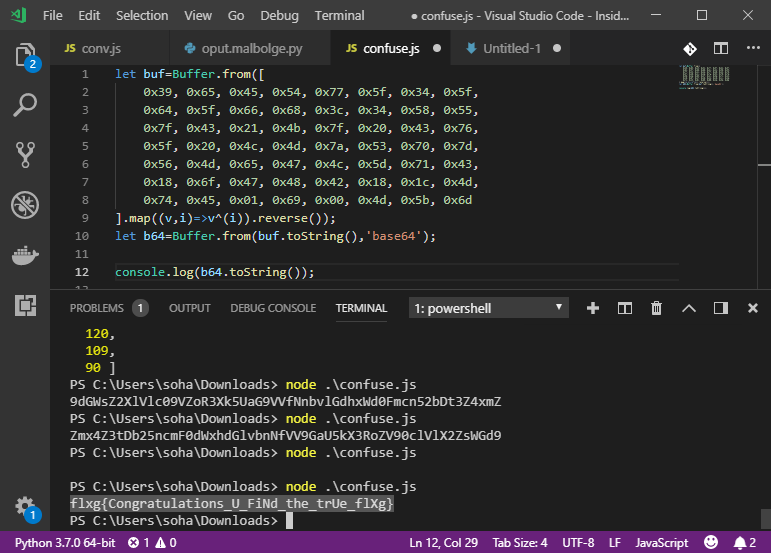 File Edit Selection View Go Debug Terminal ● confuse.js - Visual Studio Code - Insid...
JS conv.js oput.malbolge.py JS confuse.js ● Untitled-1 ●
1 let buf=Buffer.from([
2 0x39, 0x65, 0x45, 0x54, 0x77, 0x5f, 0x34, 0x5f,
3 0x64, 0x5f, 0x66, 0x68, 0x3c, 0x34, 0x58, 0x55,
4 0x7f, 0x43, 0x21, 0x4b, 0x7f, 0x20, 0x43, 0x76,
5 0x5f, 0x20, 0x4c, 0x4d, 0x7a, 0x53, 0x70, 0x7d,
6 0x56, 0x4d, 0x65, 0x47, 0x4c, 0x5d, 0x71, 0x43,
7 0x18, 0x6f, 0x47, 0x48, 0x42, 0x18, 0x1c, 0x4d,
8 0x74, 0x45, 0x01, 0x69, 0x00, 0x4d, 0x5b, 0x6d
9 ].map((v,i)=>v^(i)).reverse());
10 let b64=Buffer.from(buf.toString(),'base64');
11
12 console.log(b64.toString());
2
PROBLEMS 1 OUTPUT DEBUG CONSOLE TERMINAL 1: powershell
120,
109,
90 ]
PS C:\Users\soha\Downloads> node .\confuse.js
9dGWsZ2XlVlc09VZoR3Xk5UaG9VVfNnbvlGdhxWd0Fmcn52bDt3Z4xmZ
PS C:\Users\soha\Downloads> node .\confuse.js
Zmx4Z3tDb25ncmF0dWxhdGlvbnNfVV9GaU5kX3RoZV90clVlX2ZsWGd9
PS C:\Users\soha\Downloads> node .\confuse.js
PS C:\Users\soha\Downloads> node .\confuse.js
flxg{Congratulations_U_FiNd_the_trUe_flXg}
PS C:\Users\soha\Downloads>
1
Python 3.7.0 64-bit 1 0 Ln 12, Col 29 Tab Size: 4 UTF-8 LF JavaScript 2